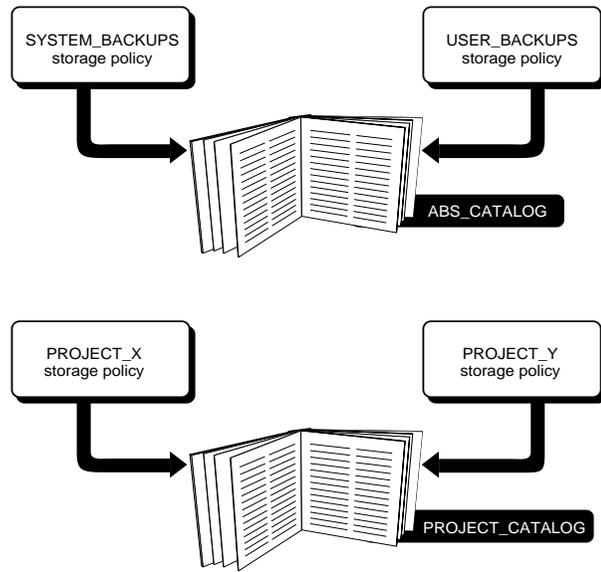 SYSTEM_BACKUPS
storage policy
USER_BACKUPS
storage policy
ABS_CATALOG
PROJECT_X
storage policy
PROJECT_Y
storage policy
PROJECT_CATALOG